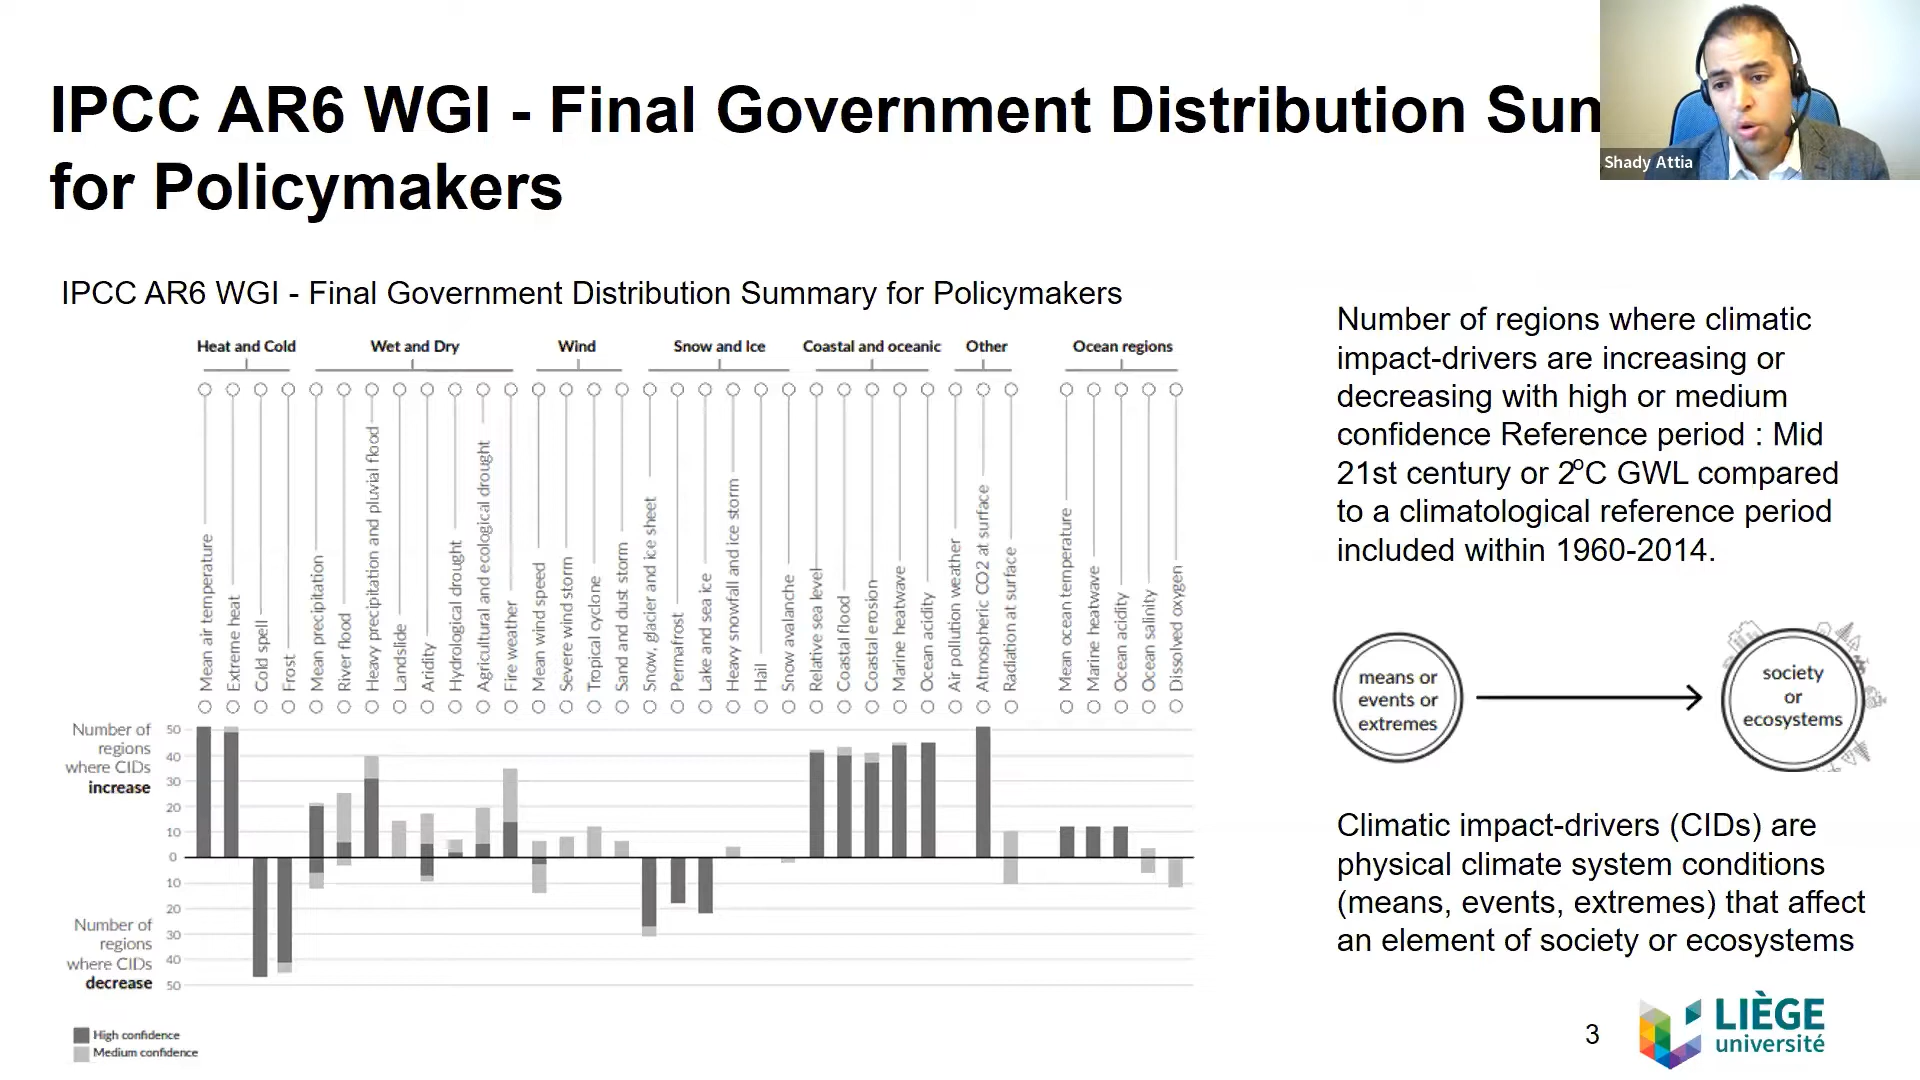 IPCC AR6 WGI - Final Government Distribution Sum
for Policymakers
Shady Attia
IPCC AR6 WGI - Final Government Distribution Summary for Policymakers
Heat and Cold
Wet and Dry
Wind
Snow and Ice
Coastal and oceanic
Other
Ocean regions
Mean air temperature
Extreme heat
Cold spell
Frost
Mean precipitation
River flood
Heavy precipitation and pluvial flood
Landslide
Aridity
Hydrological drought
Agricultural and ecological drought
Fire weather
Mean wind speed
Severe wind storm
Tropical cyclone
Sand and dust storm
Snow, glacier and ice sheet
Permafrost
Lake and sea ice
Heavy snowfall and ice storm
Hail
Snow avalanche
Relative sea level
Coastal flood
Coastal erosion
Marine heatwave
Ocean acidity
Air pollution weather
Atmospheric CO2 at surface
Radiation at surface
Mean ocean temperature
Marine heatwave
Ocean acidity
Ocean salinity
Dissolved oxygen
Number of
regions
where CIDs
increase
50
40
30
20
10
0
10
20
30
40
50
Number of
regions
where CIDs
decrease
High confidence
Medium confidence
Number of regions where climatic
impact-drivers are increasing or
decreasing with high or medium
confidence Reference period : Mid
21st century or 2ºC GWL compared
to a climatological reference period
included within 1960-2014.
means or
events or
extremes
society
or
ecosystems
Climatic impact-drivers (CIDs) are
physical climate system conditions
(means, events, extremes) that affect
an element of society or ecosystems
3
LIÈGE
université